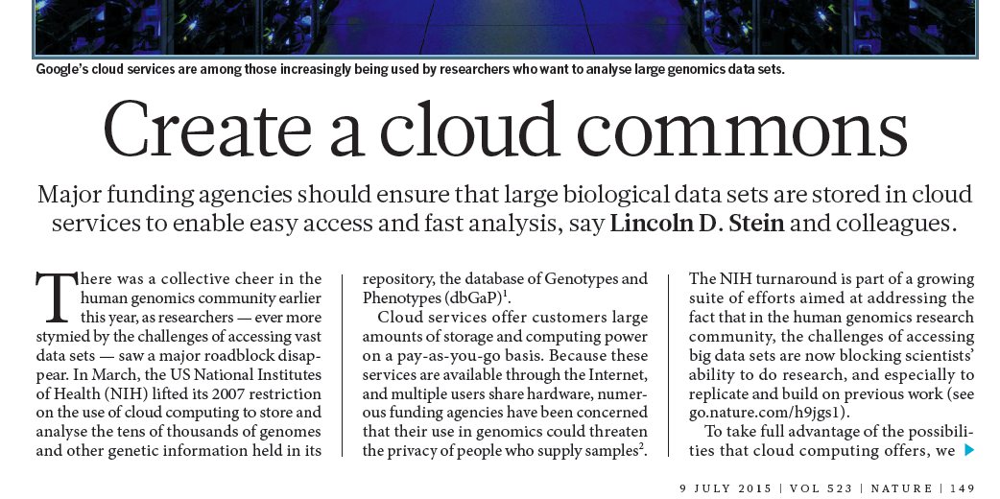 Google's cloud services are among those increasingly being used by researchers who want to analyse large genomics data sets.
Create a cloud commons
Major funding agencies should ensure that large biological data sets are stored in cloud
services to enable easy access and fast analysis, say Lincoln D. Stein and colleagues.
There was a collective cheer in the
human genomics community earlier
this year, as researchers — ever more
stymied by the challenges of accessing vast
data sets — saw a major roadblock disap-
pear. In March, the US National Institutes
of Health (NIH) lifted its 2007 restriction
on the use of cloud computing to store and
analyse the tens of thousands of genomes
and other genetic information held in its
repository, the database of Genotypes and
Phenotypes (dbGaP)¹.
Cloud services offer customers large
amounts of storage and computing power
on a pay-as-you-go basis. Because these
services are available through the Internet,
and multiple users share hardware, numer-
ous funding agencies have been concerned
that their use in genomics could threaten
the privacy of people who supply samples².
The NIH turnaround is part of a growing
suite of efforts aimed at addressing the
fact that in the human genomics research
community, the challenges of accessing
big data sets are now blocking scientists'
ability to do research, and especially to
replicate and build on previous work (see
go.nature.com/h9jgs1).
To take full advantage of the possibili-
ties that cloud computing offers, we
9 JULY 2015 | VOL 523 | NATURE | 149